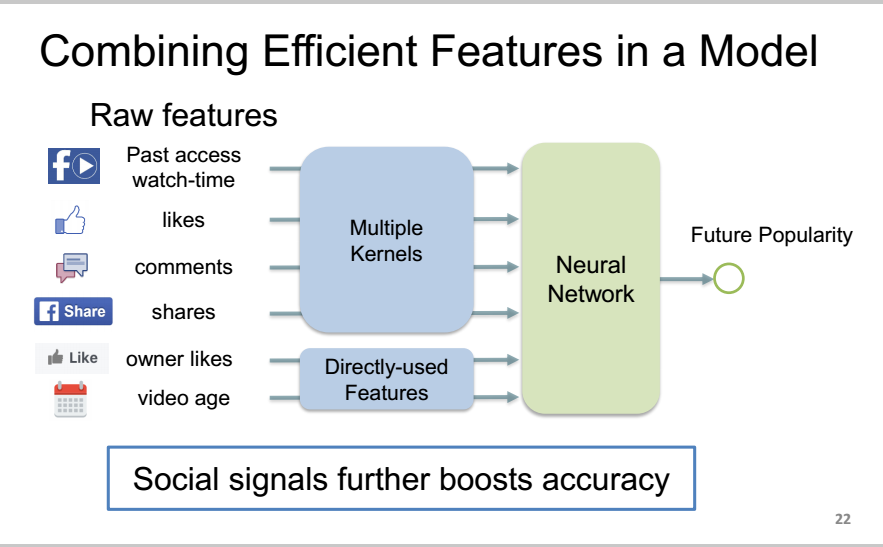 Combining Efficient Features in a Model
Raw features
Past access
watch-time
likes
comments
Share
shares
Like
owner likes
video age
Multiple
Kernels
Directly-used
Features
Neural
Network
Future Popularity
Social signals further boosts accuracy
22